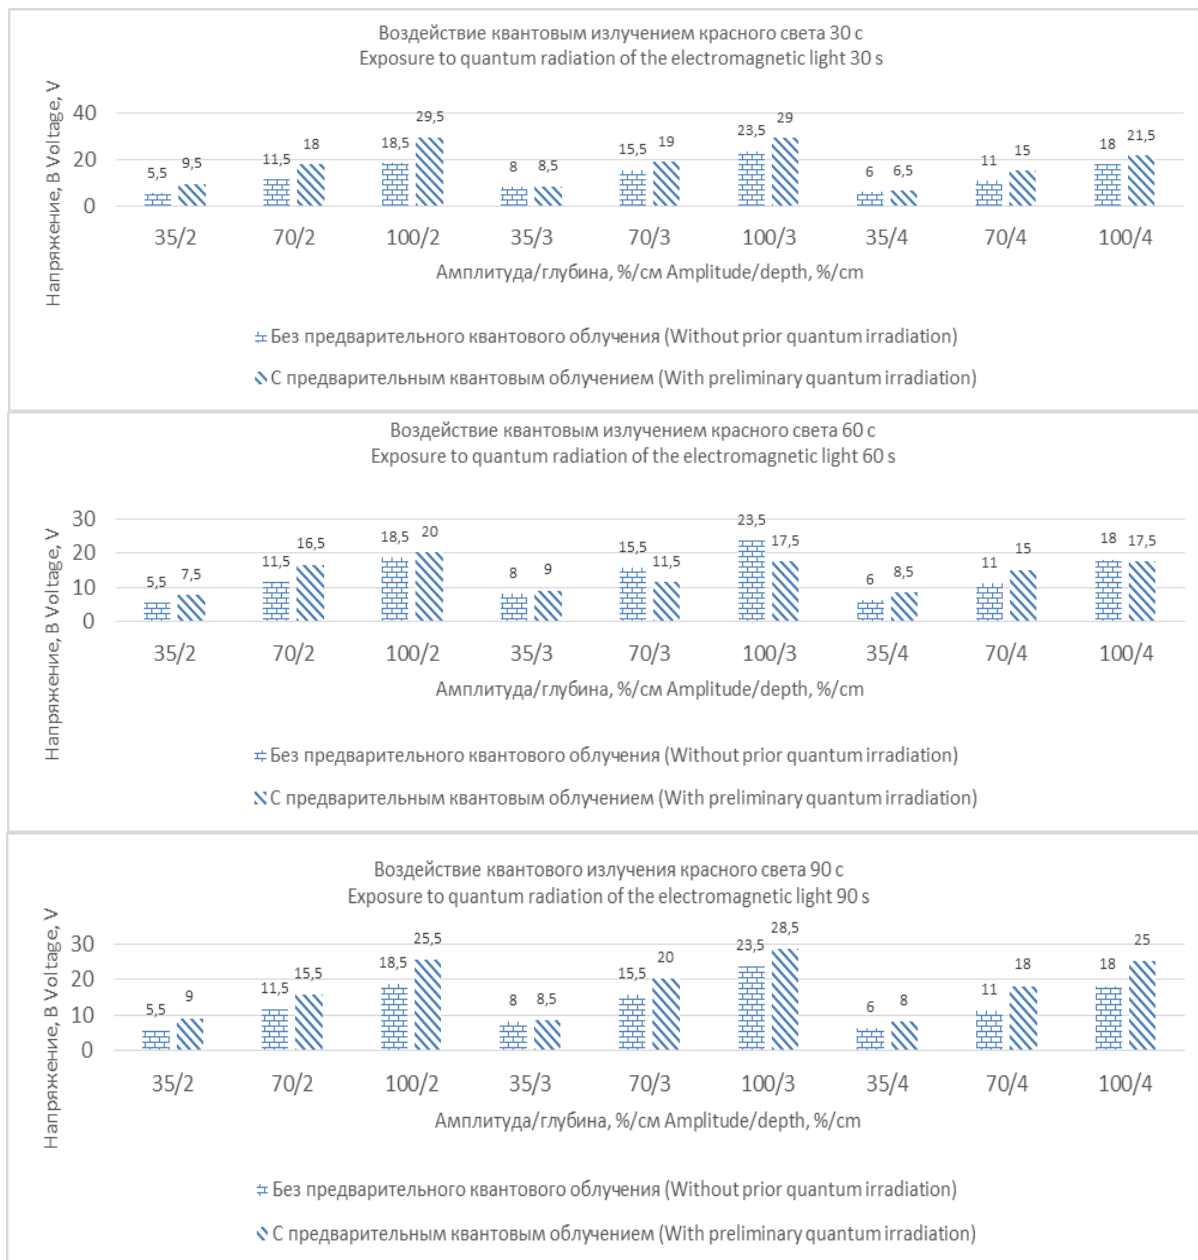 Воздействие квантовым излучением красного света 30 с
Exposure to quantum radiation of the electromagnetic light 30 s
Напряжение, В Voltage, V
40
20
0
5,5 9,5 11,5 18 18,5 29,5 8 8,5 15,5 19 23,5 29 6 6,5 11 15 18 21,5
35/2 70/2 100/2 35/3 70/3 100/3 35/4 70/4 100/4
Амплитуда/глубина, %/см Amplitude/depth, %/cm
Без предварительного квантового облучения (Without prior quantum irradiation)
С предварительным квантовым облучением (With preliminary quantum irradiation)
Воздействие квантовым излучением красного света 60 с
Exposure to quantum radiation of the electromagnetic light 60 s
Напряжение, В Voltage, V
30
20
10
0
5,5 7,5 11,5 16,5 18,5 20 8 9 15,5 11,5 23,5 17,5 6 8,5 11 15 18 17,5
35/2 70/2 100/2 35/3 70/3 100/3 35/4 70/4 100/4
Амплитуда/глубина, %/см Amplitude/depth, %/cm
Без предварительного квантового облучения (Without prior quantum irradiation)
С предварительным квантовым облучением (With preliminary quantum irradiation)
Воздействие квантового излучения красного света 90 с
Exposure to quantum radiation of the electromagnetic light 90 s
Напряжение, В Voltage, V
30
20
10
0
5,5 9 11,5 15,5 18,5 25,5 8 8,5 15,5 20 23,5 28,5 6 8 11 18 18 25
35/2 70/2 100/2 35/3 70/3 100/3 35/4 70/4 100/4
Амплитуда/глубина, %/см Amplitude/depth, %/cm
Без предварительного квантового облучения (Without prior quantum irradiation)
С предварительным квантовым облучением (With preliminary quantum irradiation)